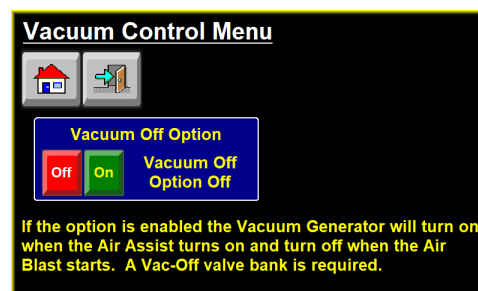 Vacuum Control Menu
Vacuum Off Option
Off On Vacuum Off
Option Off
If the option is enabled the Vacuum Generator will turn on
when the Air Assist turns on and turn off when the Air
Blast starts. A Vac-Off valve bank is required.